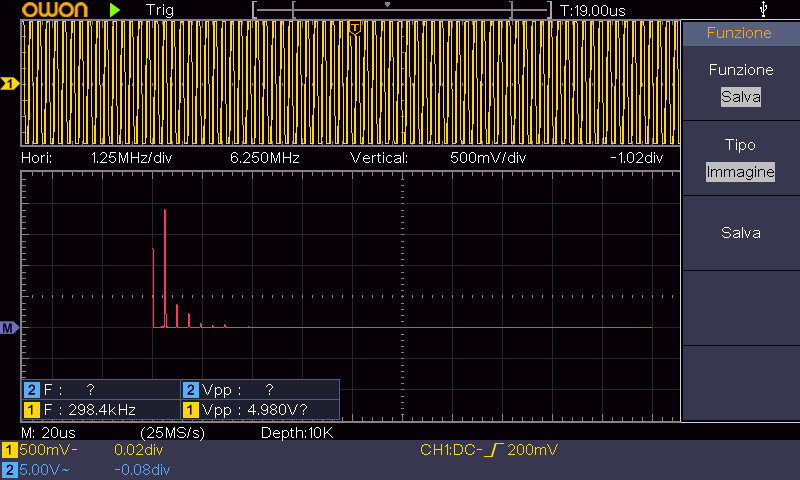 OWON Trig T:19.00us
T
Funzione
Funzione
Salva
1
Hori: 1.25MHz/div 6.250MHz Vertical: 500mV/div -1.02div
Tipo
Immagine
Salva
M
2 F : ? 2 Vpp : ?
1 F : 298.4kHz 1 Vpp : 4.980V?
M: 20us (25MS/s) Depth:10K
1 500mV- 0.02div CH1:DC- 200mV
2 5.00V~ -0.08div